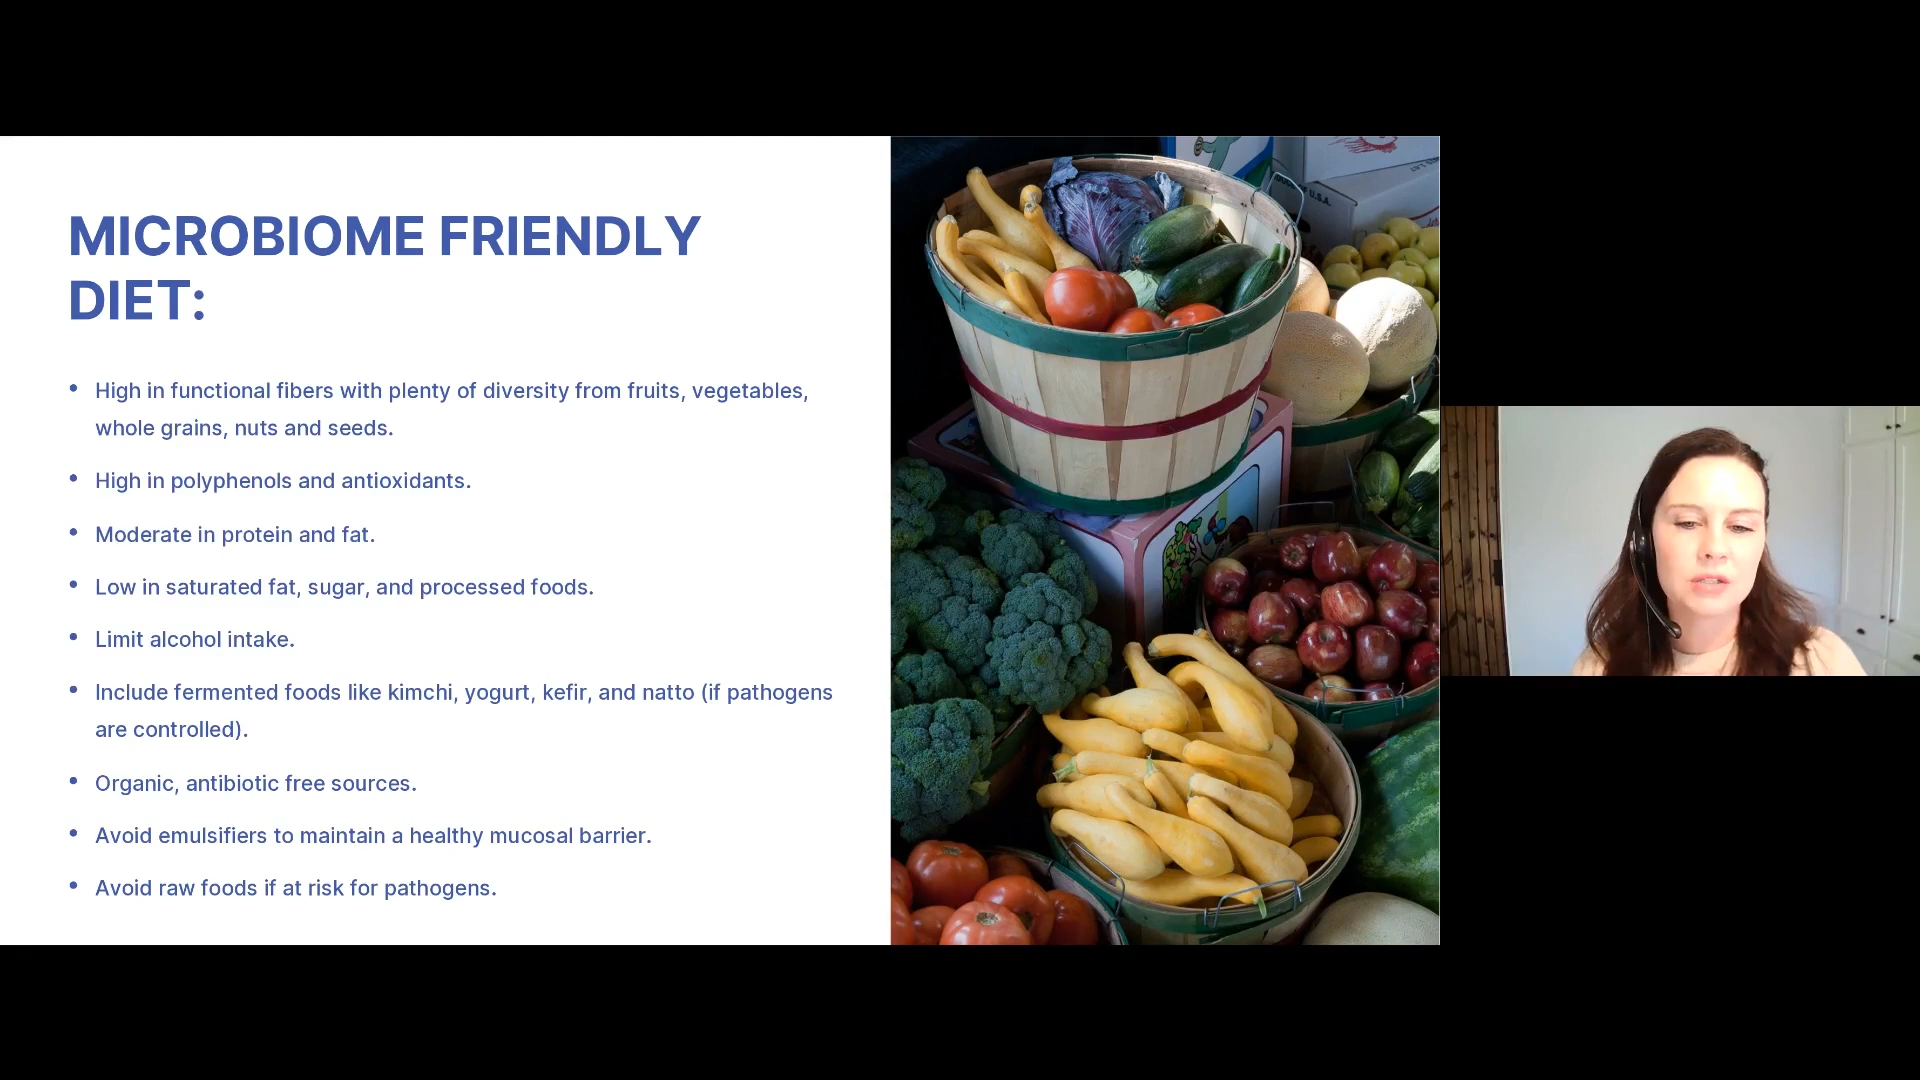 MICROBIOME FRIENDLY
DIET:
• High in functional fibers with plenty of diversity from fruits, vegetables,
whole grains, nuts and seeds.
• High in polyphenols and antioxidants.
• Moderate in protein and fat.
• Low in saturated fat, sugar, and processed foods.
• Limit alcohol intake.
• Include fermented foods like kimchi, yogurt, kefir, and natto (if pathogens
are controlled).
• Organic, antibiotic free sources.
• Avoid emulsifiers to maintain a healthy mucosal barrier.
• Avoid raw foods if at risk for pathogens.
U.S.A.